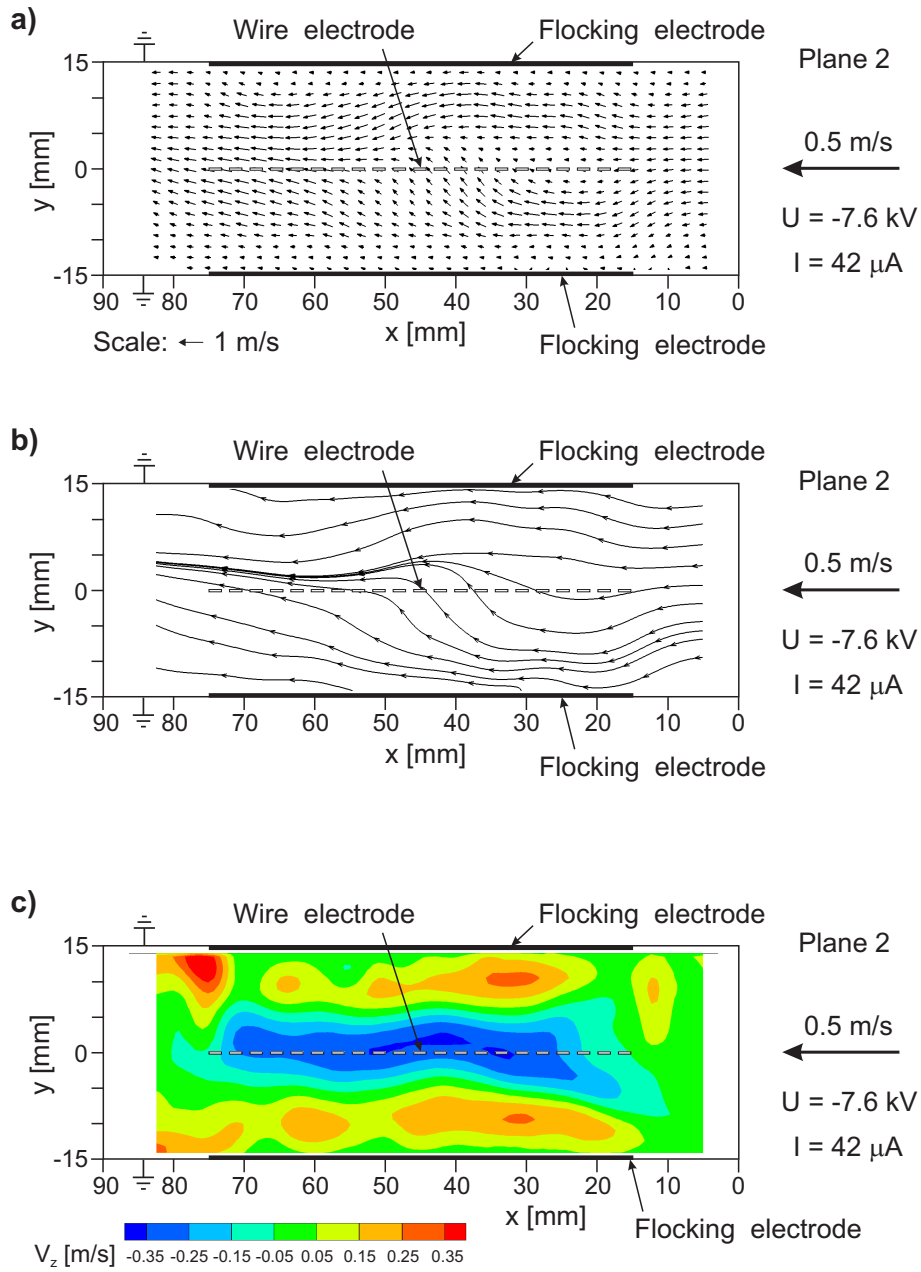 a)
Wire electrode
Flocking electrode
Plane 2
0.5 m/s
U = -7.6 kV
I = 42 μA
y [mm]
15
0
-15
90 80 70 60 50 40 30 20 10 0
x [mm]
Scale: ← 1 m/s
Flocking electrode
b)
Wire electrode
Flocking electrode
Plane 2
0.5 m/s
U = -7.6 kV
I = 42 μA
y [mm]
15
0
-15
90 80 70 60 50 40 30 20 10 0
x [mm]
Flocking electrode
c)
Wire electrode
Flocking electrode
Plane 2
0.5 m/s
U = -7.6 kV
I = 42 μA
y [mm]
15
0
-15
90 80 70 60 50 40 30 20 10 0
x [mm]
Flocking electrode
V_z [m/s] -0.35 -0.25 -0.15 -0.05 0.05 0.15 0.25 0.35